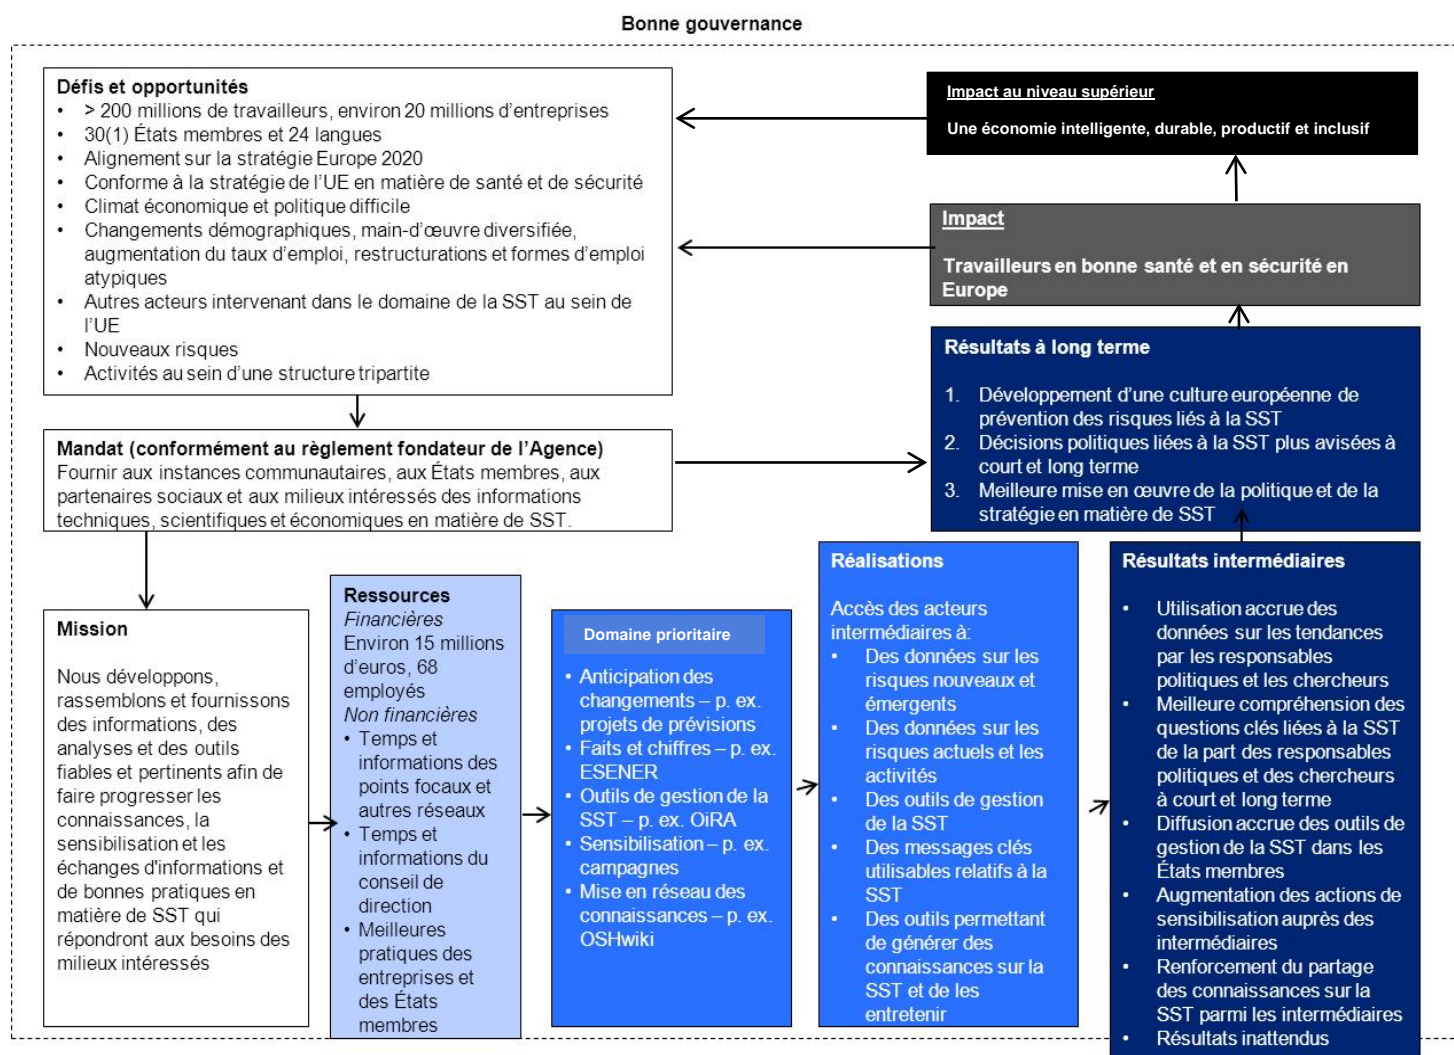 Bonne gouvernance
Défis et opportunités
• > 200 millions de travailleurs, environ 20 millions d’entreprises
• 30(1) États membres et 24 langues
• Alignement sur la stratégie Europe 2020
• Conforme à la stratégie de l’UE en matière de santé et de sécurité
• Climat économique et politique difficile
• Changements démographiques, main-d’œuvre diversifiée,
augmentation du taux d’emploi, restructurations et formes d’emploi
atypiques
• Autres acteurs intervenant dans le domaine de la SST au sein de
l’UE
• Nouveaux risques
• Activités au sein d’une structure tripartite
Impact au niveau supérieur
Une économie intelligente, durable, productif et inclusif
Impact
Travailleurs en bonne santé et en sécurité en
Europe
Résultats à long terme
1. Développement d’une culture européenne de
prévention des risques liés à la SST
2. Décisions politiques liées à la SST plus avisées à
court et long terme
3. Meilleure mise en œuvre de la politique et de la
stratégie en matière de SST
Mandat (conformément au règlement fondateur de l’Agence)
Fournir aux instances communautaires, aux États membres, aux
partenaires sociaux et aux milieux intéressés des informations
techniques, scientifiques et économiques en matière de SST.
Mission
Nous développons,
rassemblons et fournissons
des informations, des
analyses et des outils
fiables et pertinents afin de
faire progresser les
connaissances, la
sensibilisation et les
échanges d'informations et
de bonnes pratiques en
matière de SST qui
répondront aux besoins des
milieux intéressés
Ressources
Financières
Environ 15 millions
d’euros, 68
employés
Non financières
• Temps et
informations des
points focaux et
autres réseaux
• Temps et
informations du
conseil de
direction
• Meilleures
pratiques des
entreprises et
des États
membres
Domaine prioritaire
• Anticipation des
changements – p. ex.
projets de prévisions
• Faits et chiffres – p. ex.
ESENER
• Outils de gestion de la
SST – p. ex. OiRA
• Sensibilisation – p. ex.
campagnes
• Mise en réseau des
connaissances – p. ex.
OSHwiki
Réalisations
Accès des acteurs
intermédiaires à:
• Des données sur les
risques nouveaux et
émergents
• Des données sur les
risques actuels et les
activités
• Des outils de gestion
de la SST
• Des messages clés
utilisables relatifs à la
SST
• Des outils permettant
de générer des
connaissances sur la
SST et de les
entretenir
Résultats intermédiaires
• Utilisation accrue des
données sur les tendances
par les responsables
politiques et les chercheurs
• Meilleure compréhension des
questions clés liées à la SST
de la part des responsables
politiques et des chercheurs
à court et long terme
• Diffusion accrue des outils de
gestion de la SST dans les
États membres
• Augmentation des actions de
sensibilisation auprès des
intermédiaires
• Renforcement du partage
des connaissances sur la
SST parmi les intermédiaires
• Résultats inattendus